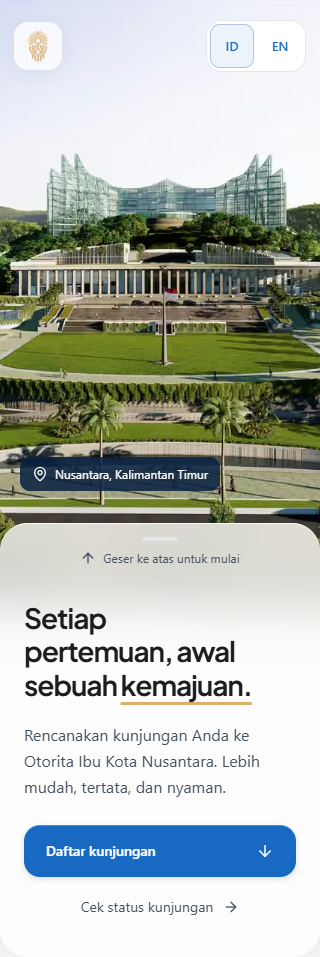 ID
EN
Nusantara, Kalimantan Timur
Geser ke atas untuk mulai
Setiap
pertemuan, awal
sebuah kemajuan.
Rencanakan kunjungan Anda ke
Otorita Ibu Kota Nusantara. Lebih
mudah, tertata, dan nyaman.
Daftar kunjungan
Cek status kunjungan